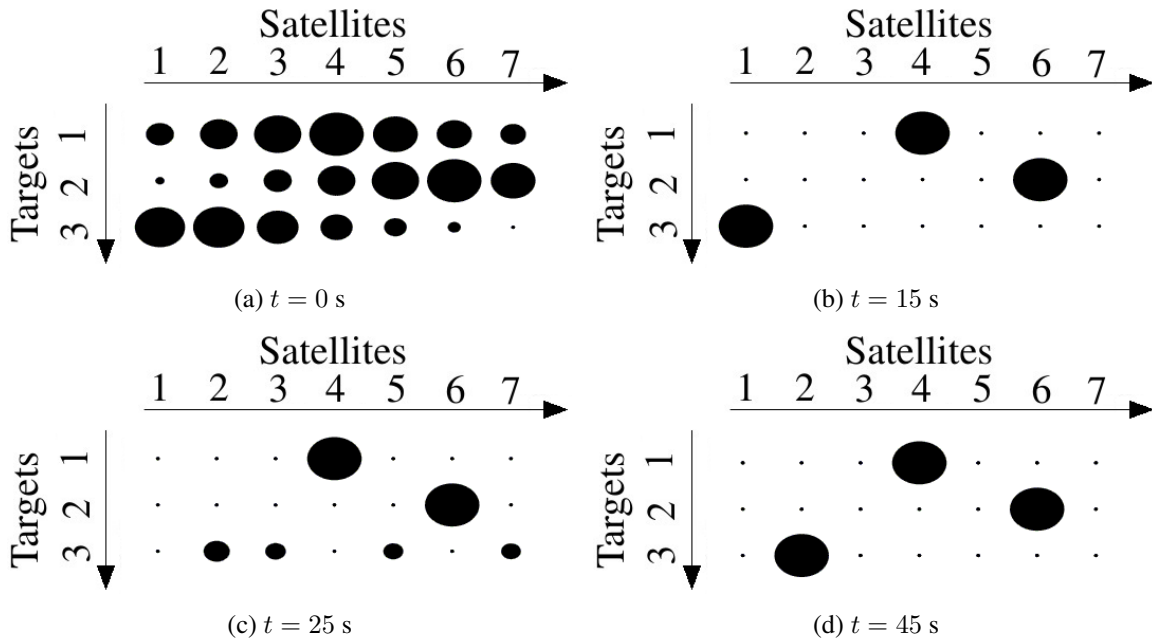 Satellites
1 2 3 4 5 6 7
Targets
1
2
3
(a) t = 0 s
Satellites
1 2 3 4 5 6 7
Targets
1
2
3
(b) t = 15 s
Satellites
1 2 3 4 5 6 7
Targets
1
2
3
(c) t = 25 s
Satellites
1 2 3 4 5 6 7
Targets
1
2
3
(d) t = 45 s